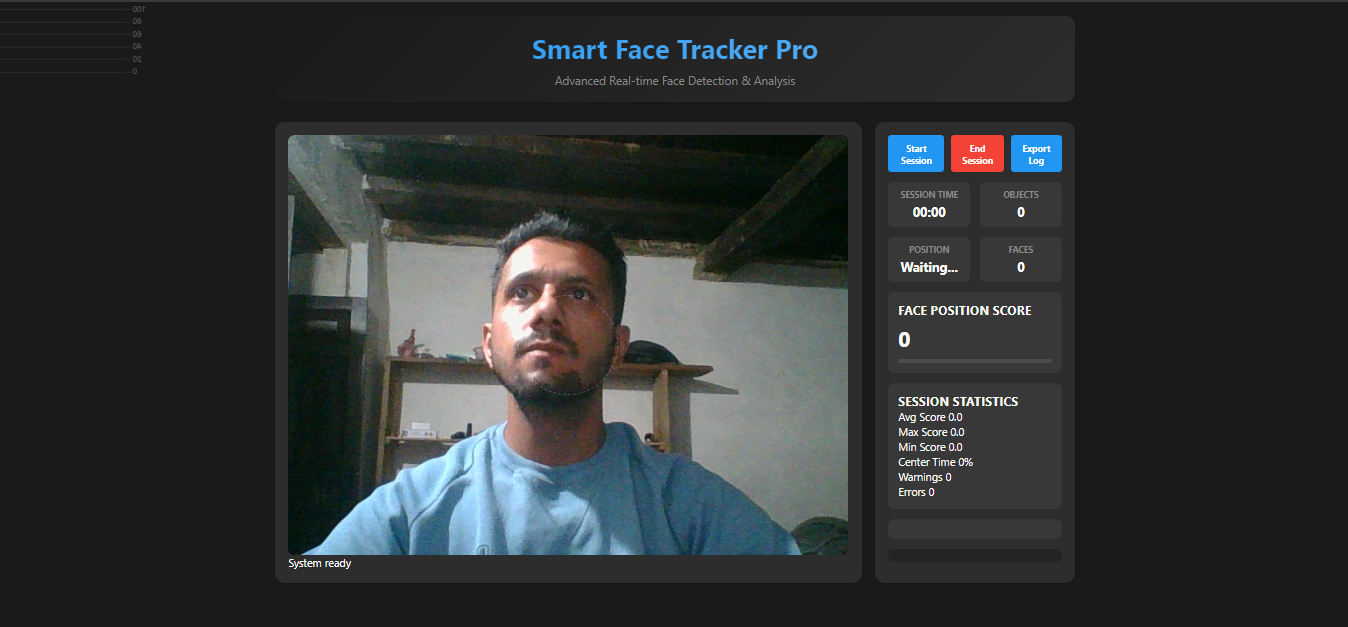 100
80
60
40
20
0
Smart Face Tracker Pro
Advanced Real-time Face Detection & Analysis
System ready
Start
Session
End
Session
Export
Log
SESSION TIME
00:00
OBJECTS
0
POSITION
Waiting...
FACES
0
FACE POSITION SCORE
0
SESSION STATISTICS
Avg Score 0.0
Max Score 0.0
Min Score 0.0
Center Time 0%
Warnings 0
Errors 0